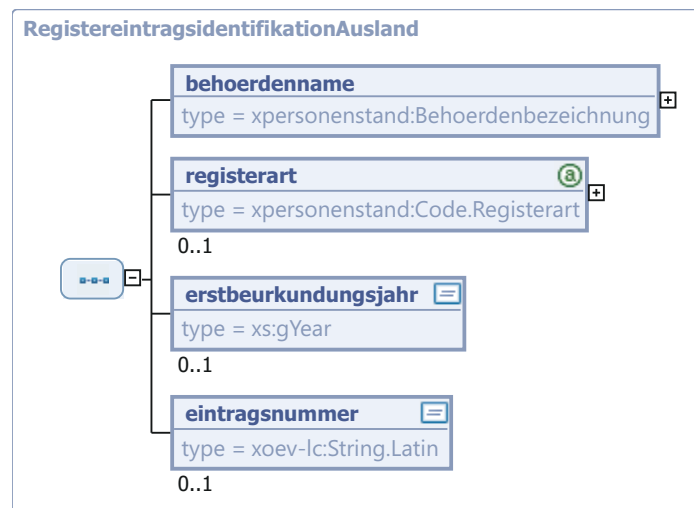 RegistereintragsidentifikationAusland
behoerdenname
type = xpersonenstand:Behoerdenbezeichnung
registerart
type = xpersonenstand:Code.Registerart
0..1
erstbeurkundungsjahr
type = xs:gYear
0..1
eintragsnummer
type = xoev-lc:String.Latin
0..1